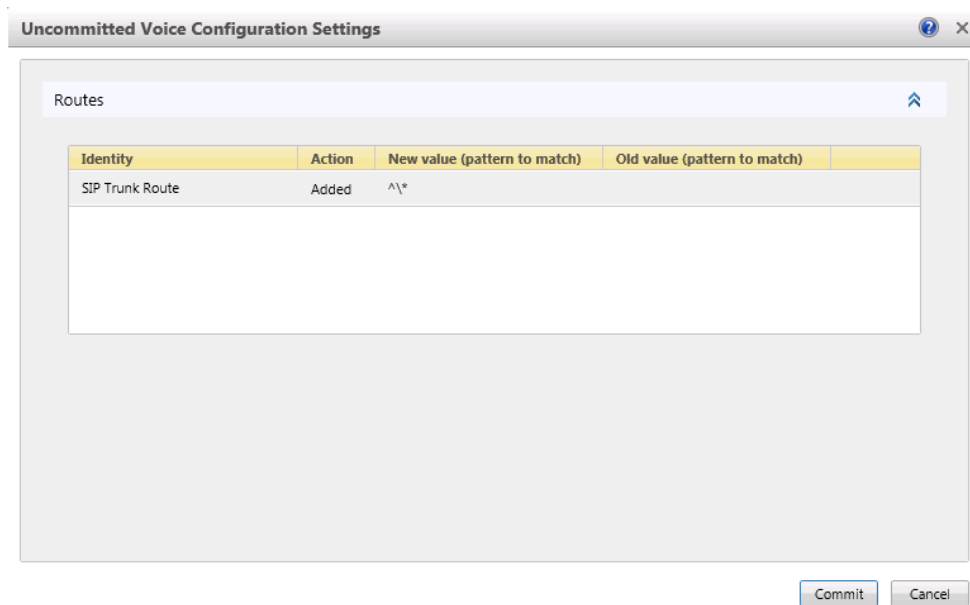 Uncommitted Voice Configuration Settings
Routes
Identity Action New value (pattern to match) Old value (pattern to match)
SIP Trunk Route Added ^\*
Commit Cancel